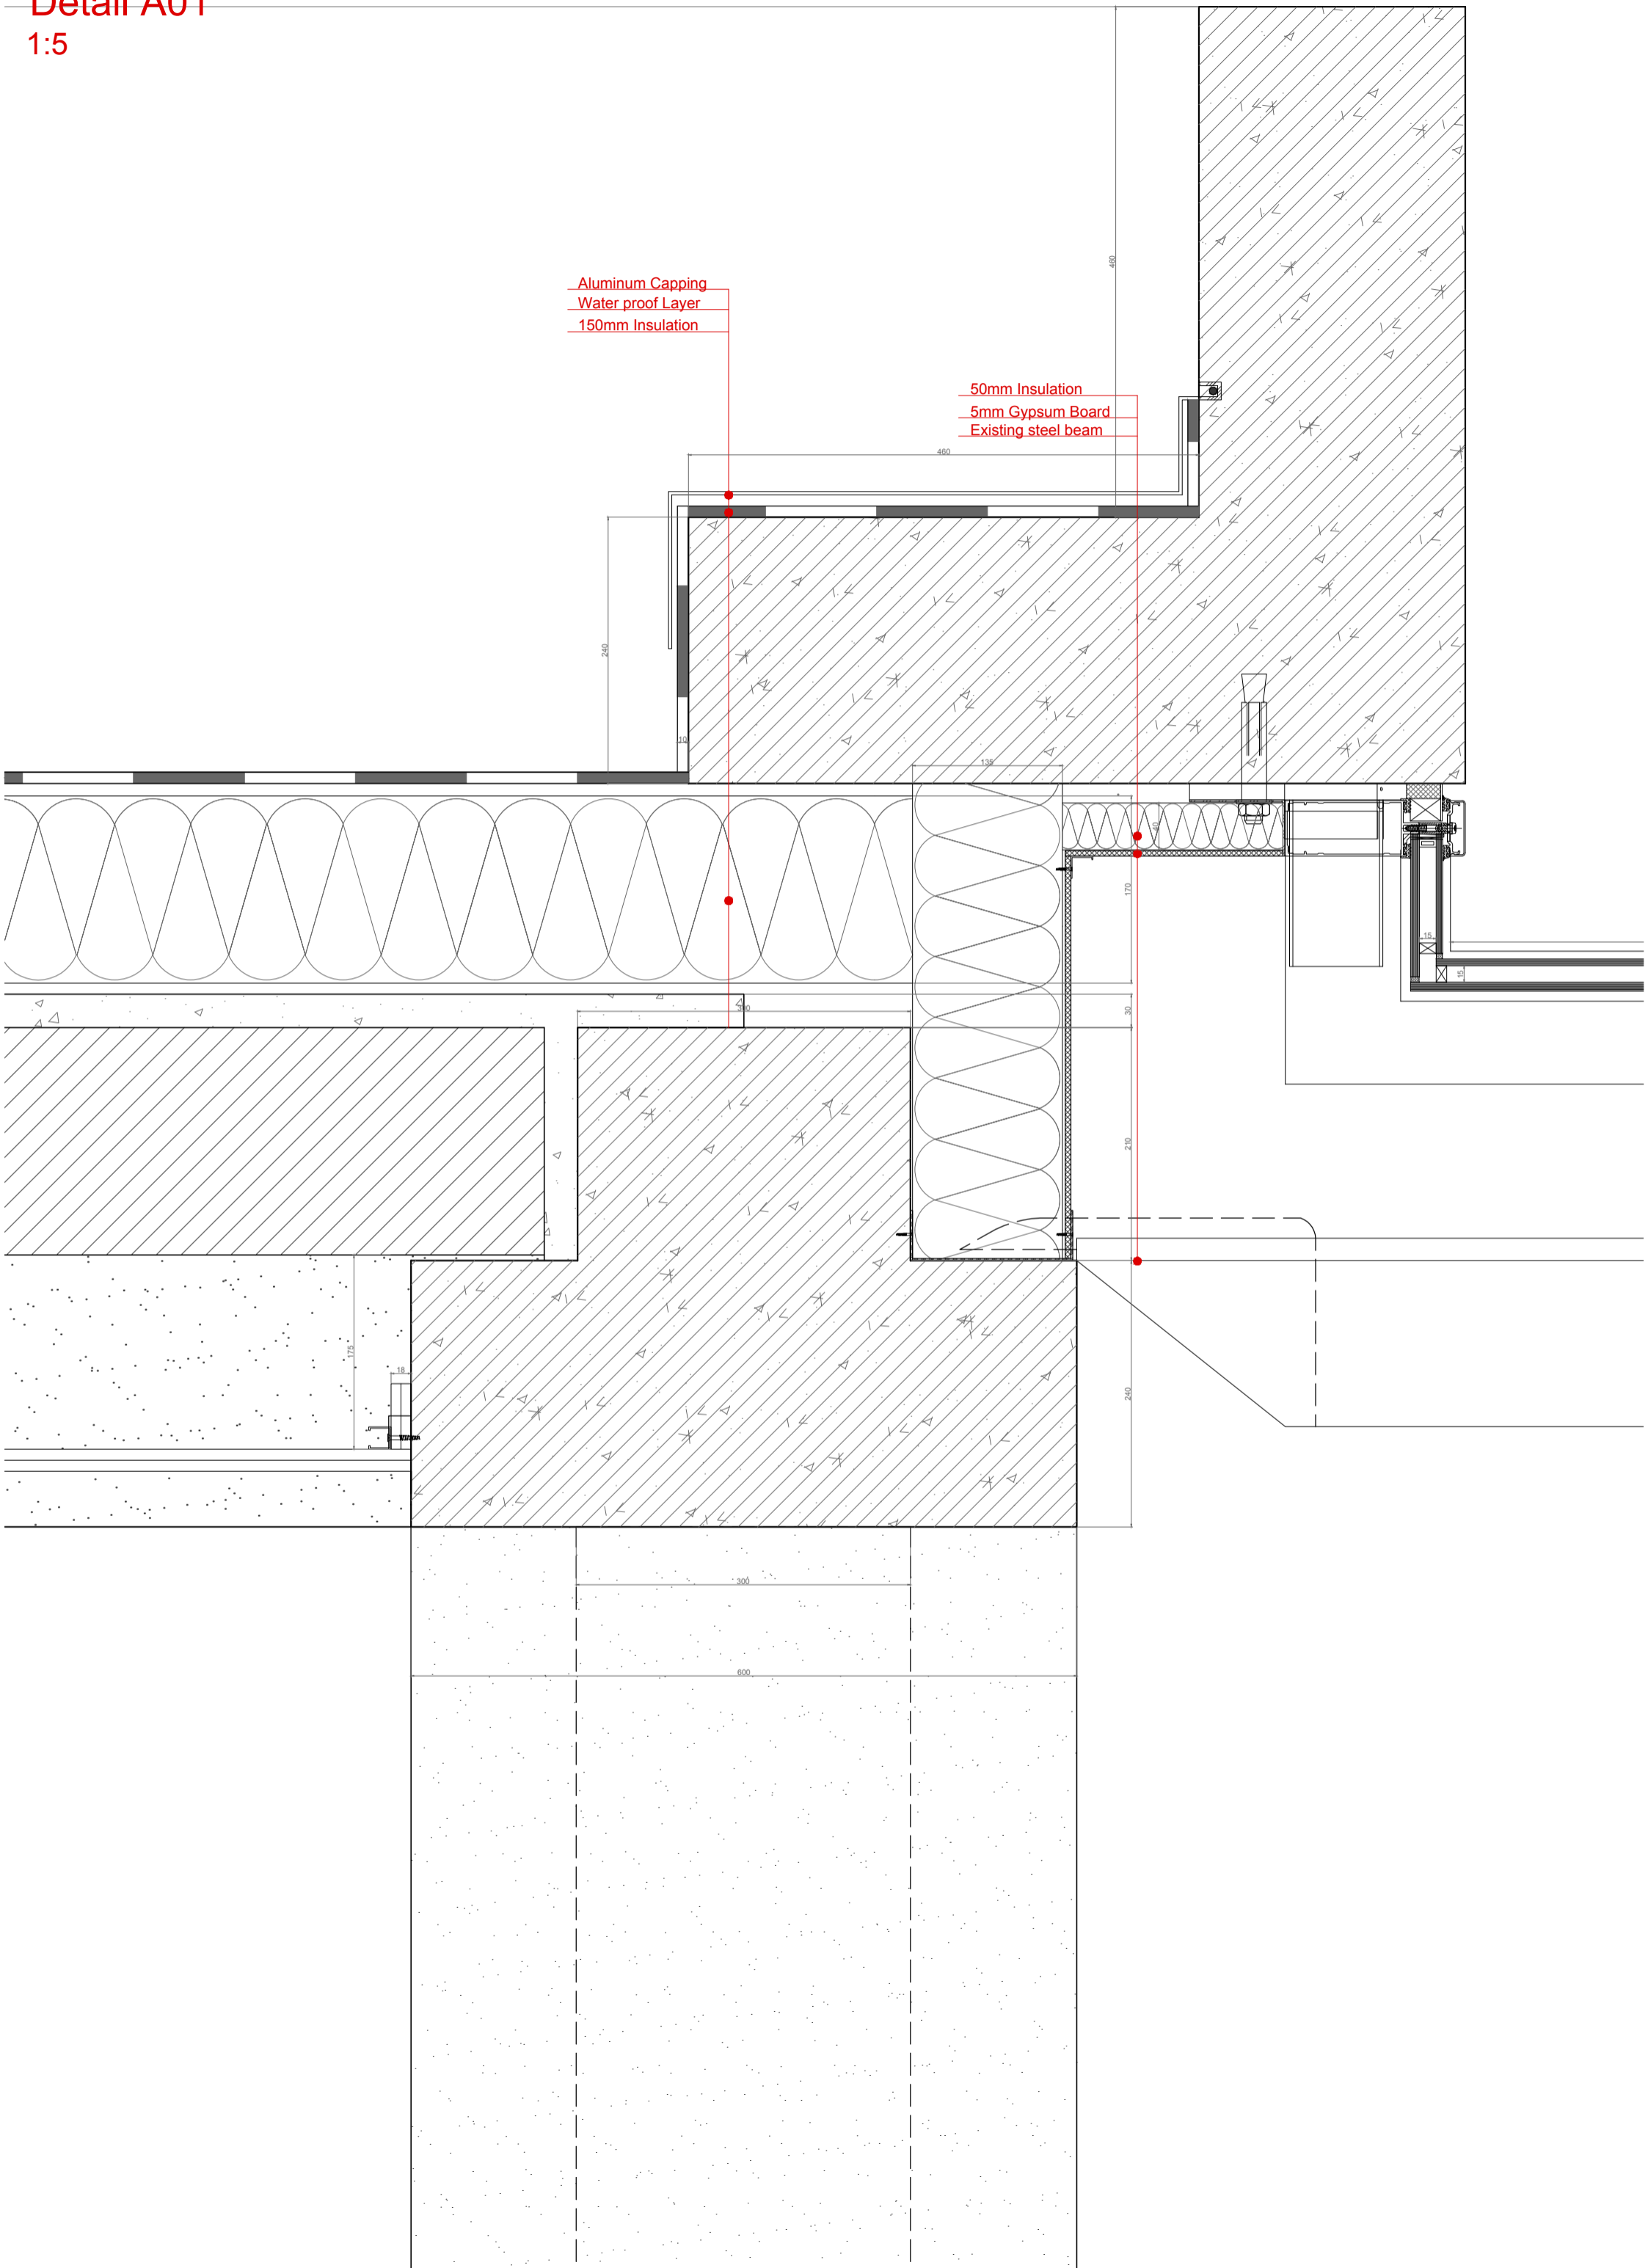 Detail A01
1:5
460
Aluminum Capping
Water proof Layer
150mm Insulation
50mm Insulation
5mm Gypsum Board
Existing steel beam
460
240
10
135
40
170
15
15
30
210
175
18
240
300
600